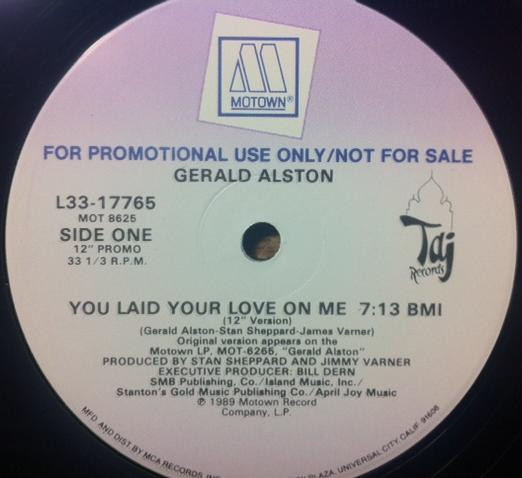 M
MOTOWN®
FOR PROMOTIONAL USE ONLY/NOT FOR SALE
GERALD ALSTON
L33-17765
MOT 8625
SIDE ONE
12" PROMO
33 1/3 R.P.M.
Taj
Records
YOU LAID YOUR LOVE ON ME 7:13 BMI
(12" Version)
(Gerald Alston-Stan Sheppard-James Varner)
Original version appears on the
Motown LP, MOT-6265, "Gerald Alston"
PRODUCED BY STAN SHEPPARD AND JIMMY VARNER
EXECUTIVE PRODUCER: BILL DERN
SMB Publishing, Co./Island Music, Inc./
Stanton's Gold Music Publishing Co./April Joy Music
℗ 1989 Motown Record
Company, L.P.
MFD. AND DIST. BY MCA RECORDS, INC. PLAZA, UNIVERSITY CITY, CALIF. 91608